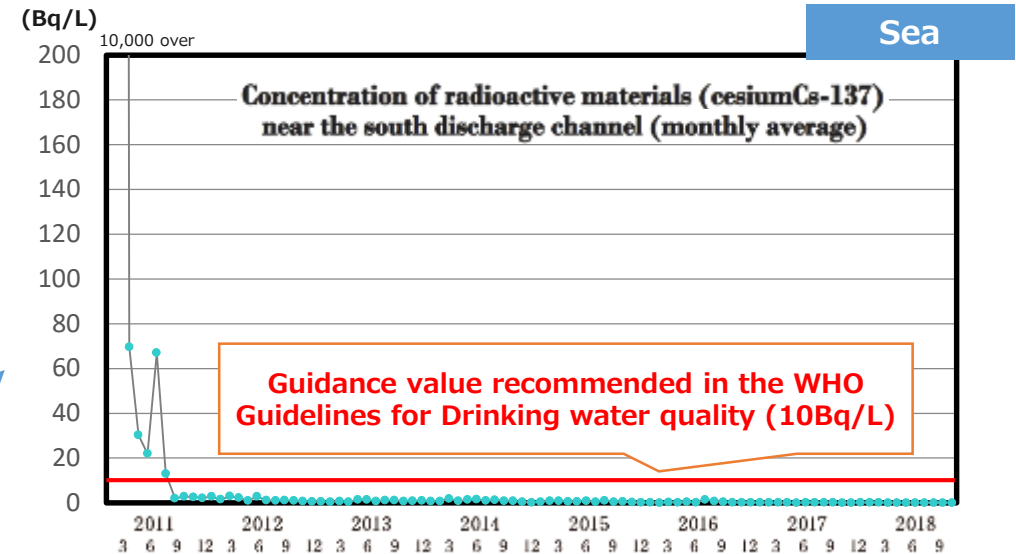 (Bq/L)
10,000 over
Sea
200
180
160
140
120
100
80
60
40
20
0
Concentration of radioactive materials (cesiumCs-137)
near the south discharge channel (monthly average)
Guidance value recommended in the WHO
Guidelines for Drinking water quality (10Bq/L)
2011 2012 2013 2014 2015 2016 2017 2018
3 6 9 12 3 6 9 12 3 6 9 12 3 6 9 12 3 6 9 12 3 6 9 12 3 6 9 12 3 6 9